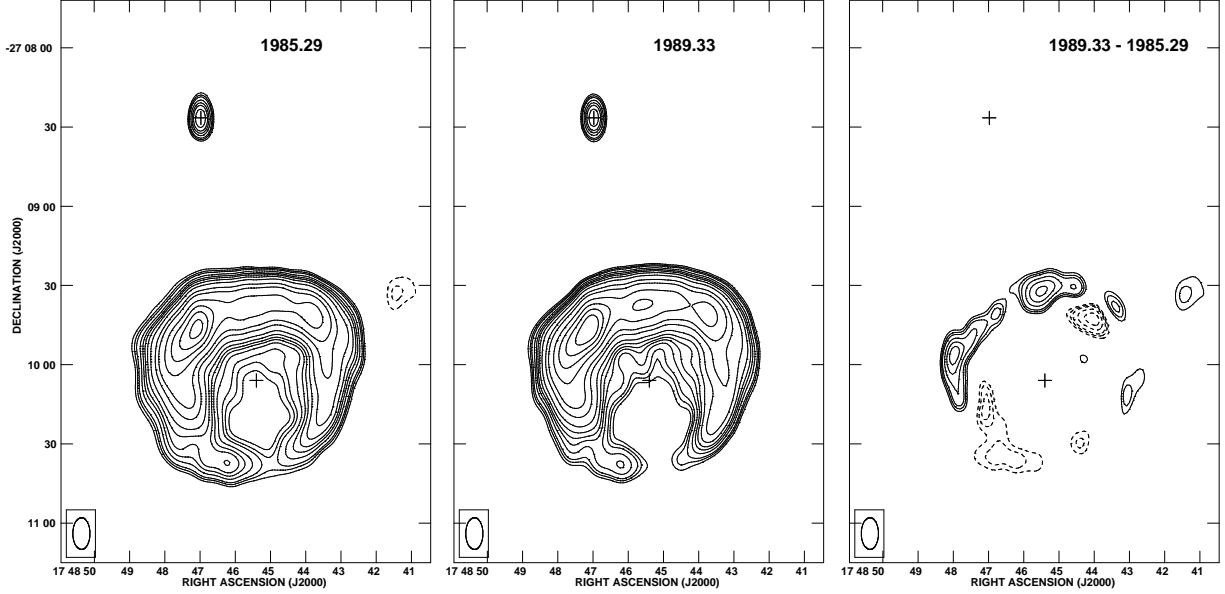 1985.29
1989.33
1989.33 - 1985.29
DECLINATION (J2000)
-27 08 00
30
09 00
30
10 00
30
11 00
17 48 50 49 48 47 46 45 44 43 42 41
RIGHT ASCENSION (J2000)
17 48 50 49 48 47 46 45 44 43 42 41
RIGHT ASCENSION (J2000)
17 48 50 49 48 47 46 45 44 43 42 41
RIGHT ASCENSION (J2000)